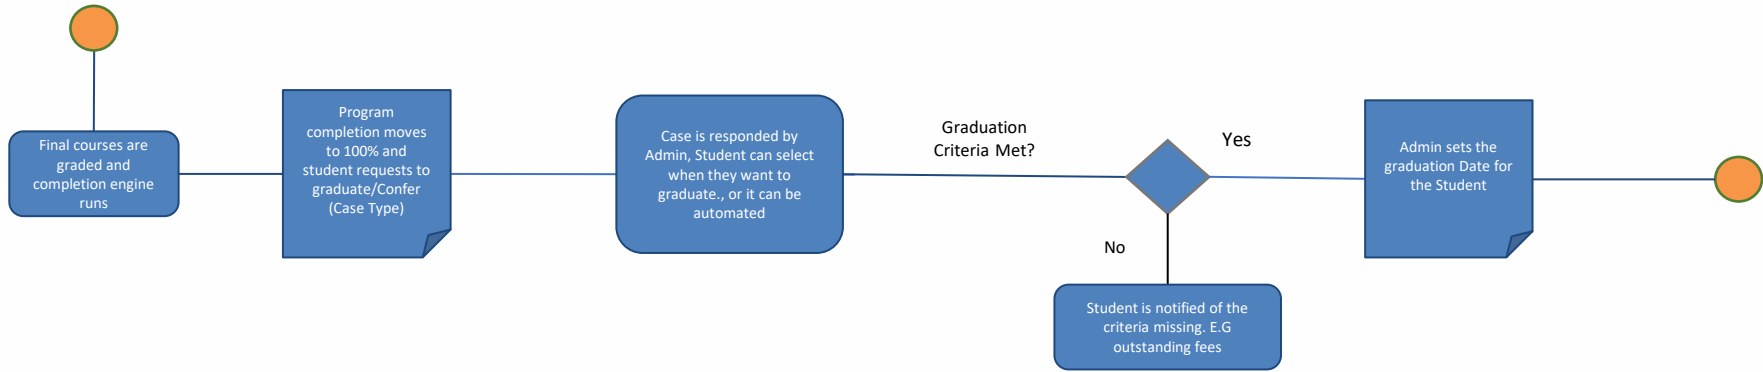 Final courses are
graded and
completion engine
runs
Program
completion moves
to 100% and
student requests to
graduate/Confer
(Case Type)
Case is responded by
Admin, Student can select
when they want to
graduate., or it can be
automated
Graduation
Criteria Met?
Yes
No
Student is notified of the
criteria missing. E.G
outstanding fees
Admin sets the
graduation Date for
the Student